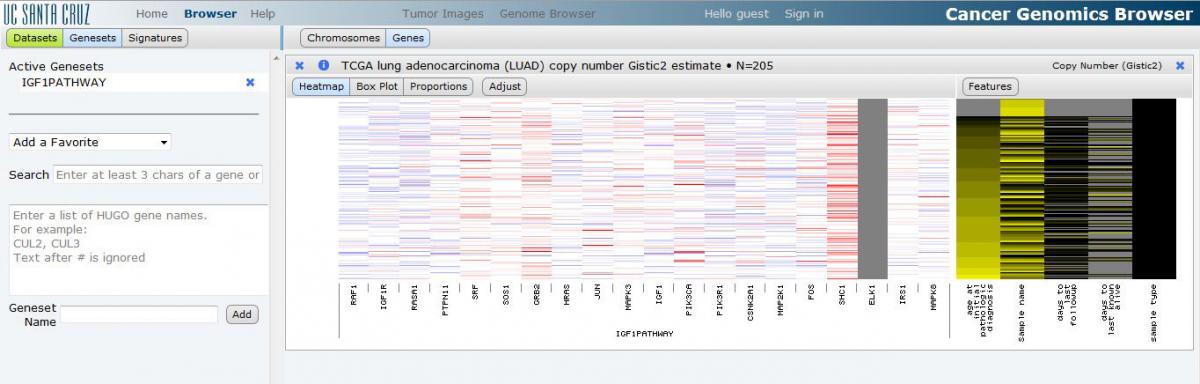 UC SANTA CRUZ Home Browser Help Tumor Images Genome Browser Hello guest Sign in Cancer Genomics Browser
Datasets Genesets Signatures
Chromosomes Genes
Active Genesets
IGF1PATHWAY
Add a Favorite
Search Enter at least 3 chars of a gene or
Enter a list of HUGO gene names.
For example:
CUL2, CUL3
Text after # is ignored
Geneset
Name
Add
TCGA lung adenocarcinoma (LUAD) copy number Gistic2 estimate • N=205 Copy Number (Gistic2)
Heatmap Box Plot Proportions Adjust Features
RAF1
IGF1R
RASA1
PTPN11
SRF
SOS1
GRB2
HRAS
JUN
MAPK3
IGF1
PIK3CA
PIK3R1
CSNK2A1
MAP2K1
FOS
SHC1
ELK1
IRS1
MAPK8
IGF1PATHWAY
age at
initial
pathologic
diagnosis
Sample name
days to
last
followup
days to
last known
alive
sample type